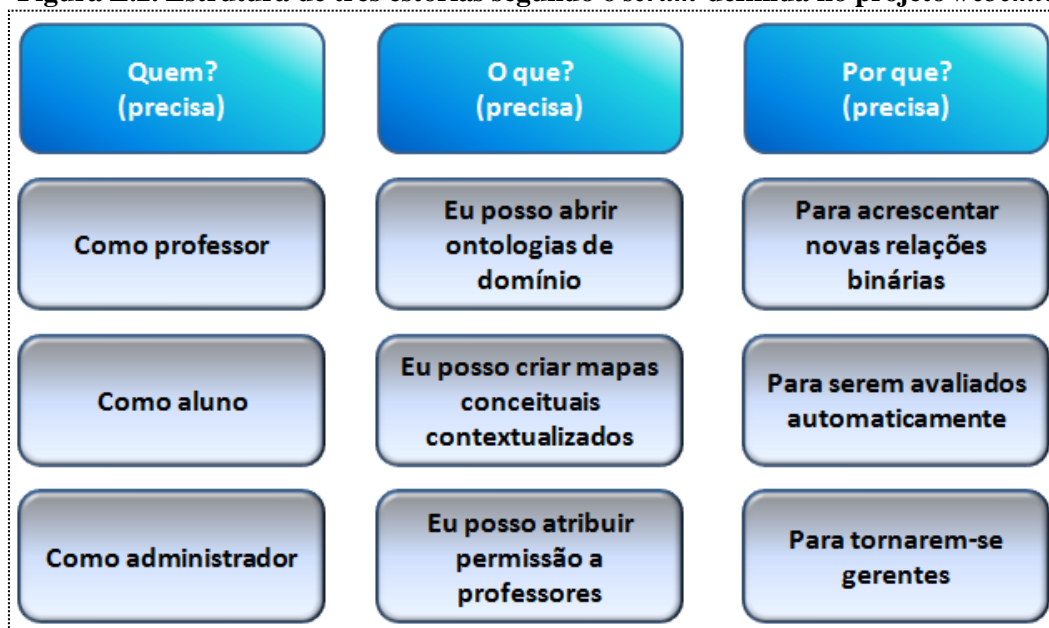 Quem?
(precisa)
O que?
(precisa)
Por que?
(precisa)
Como professor
Eu posso abrir
ontologias de
domínio
Para acrescentar
novas relações
binárias
Como aluno
Eu posso criar mapas
conceituais
contextualizados
Para serem avaliados
automaticamente
Como administrador
Eu posso atribuir
permissão a
professores
Para tornarem-se
gerentes